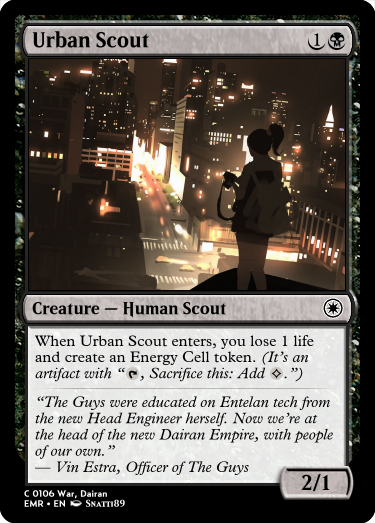 Urban Scout 1
Creature — Human Scout
When Urban Scout enters, you lose 1 life
and create an Energy Cell token. (It's an
artifact with “, Sacrifice this: Add .”)
“The Guys were educated on Entelan tech from
the new Head Engineer herself. Now we're at
the head of the new Dairan Empire, with people
of our own.”
— Vin Estra, Officer of The Guys
2/1
C 0106 War, Dairan
EMR • EN Snatti89